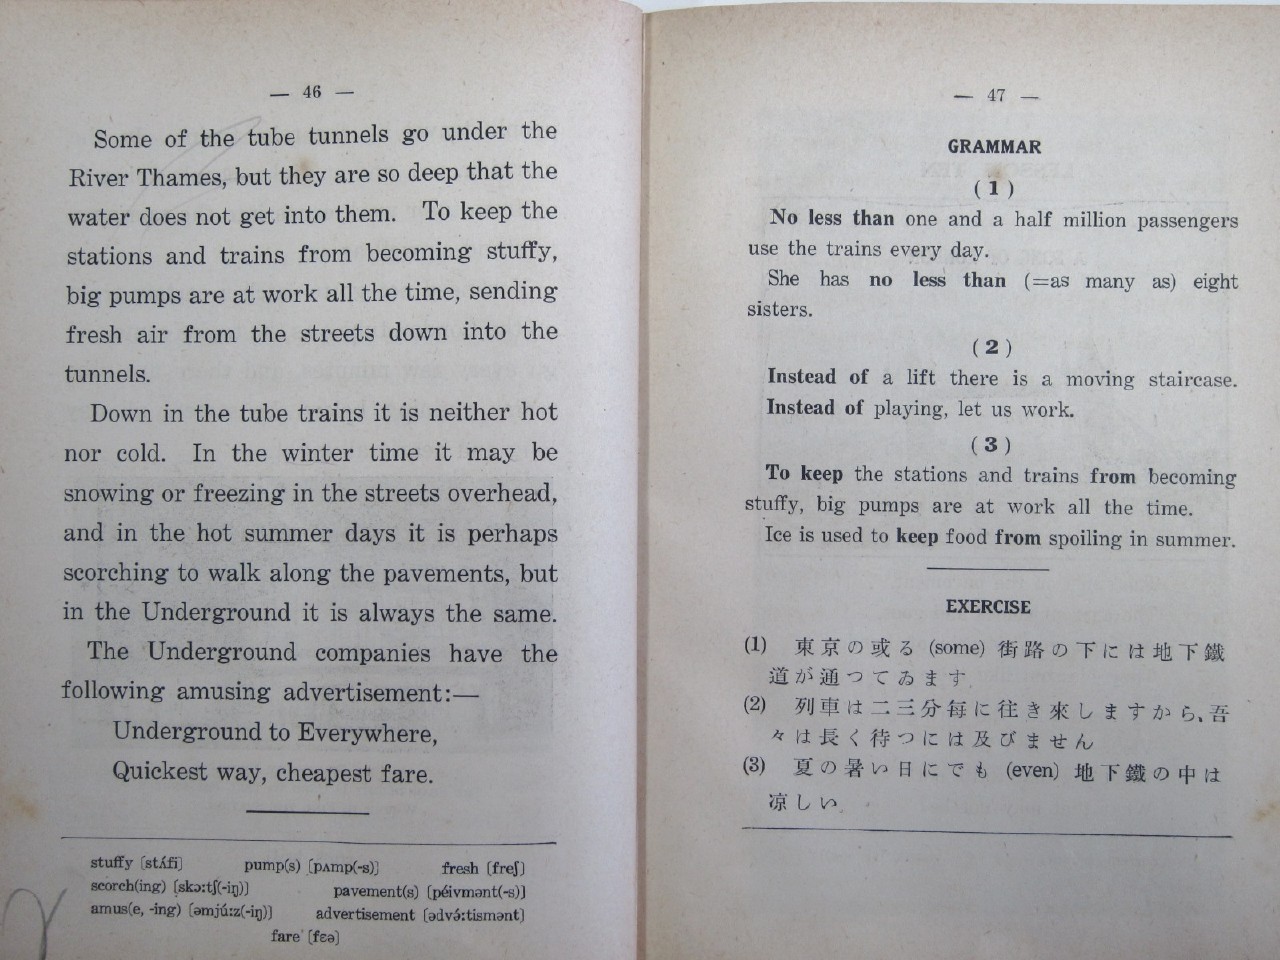 — 46 —
Some of the tube tunnels go under the
River Thames, but they are so deep that the
water does not get into them. To keep the
stations and trains from becoming stuffy,
big pumps are at work all the time, sending
fresh air from the streets down into the
tunnels.
Down in the tube trains it is neither hot
nor cold. In the winter time it may be
snowing or freezing in the streets overhead,
and in the hot summer days it is perhaps
scorching to walk along the pavements, but
in the Underground it is always the same.
The Underground companies have the
following amusing advertisement:—
Underground to Everywhere,
Quickest way, cheapest fare.
stuffy [stʌ́fi] pump(s) [pʌmp(-s)] fresh [freʃ]
scorch(ing) [skɔːtʃ(-iŋ)] pavement(s) [péivmənt(-s)]
amus(e, -ing) [əmjúːz(-iŋ)] advertisement [ədvə́ːtismənt]
fare [fɛə]
— 47 —
GRAMMAR
(1)
No less than one and a half million passengers
use the trains every day.
She has no less than (=as many as) eight
sisters.
(2)
Instead of a lift there is a moving staircase.
Instead of playing, let us work.
(3)
To keep the stations and trains from becoming
stuffy, big pumps are at work all the time.
Ice is used to keep food from spoiling in summer.
EXERCISE
(1) 東京の或る (some) 街路の下には地下鐵
道が通つてゐます
(2) 列車は二三分每に往き來しますから、吾
々は長く待つには及びません
(3) 夏の暑い日にでも (even) 地下鐵の中は
凉しい